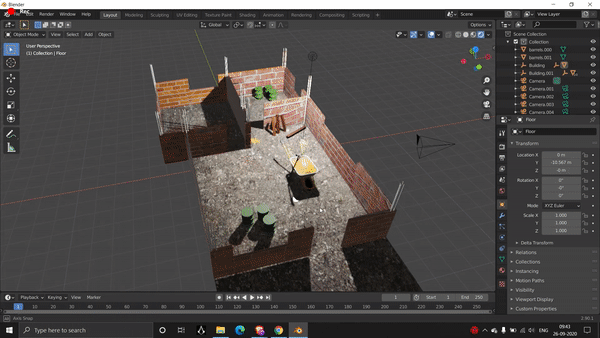 Blender
Rec
Edit Render Window Help Layout Modeling Sculpting UV Editing Texture Paint Shading Animation Rendering Scene View Layer
Global Options
Object Mode View Select Add Object
User Perspective
(1) Collection | Floor
Scene Collection
Collection
barrels.000
barrels.001
Building
Building.001
Camera
Camera.001
Camera.002
Camera.003
Camera.004
Floor
Floor
Transform
Location X 0 m
Y -10.567 m
Z -0 m
Rotation X 0°
Y -0°
Z 0°
Mode XYZ Euler
Scale X 1.000
Y 1.000
Z 1.000
Delta Transform
Relations
Collections
Instancing
Motion Paths
Visibility
Viewport Display
Custom Properties
Playback Keying View Marker 1 Start 1 End 250
1 10 20 30 40 50 60 70 80 90 100 110 120 130 140 150 160 170 180 190 200 210 220 230 240 250
Axis Snap 2.90.1
Type here to search
ENG
09:43
26-09-2020